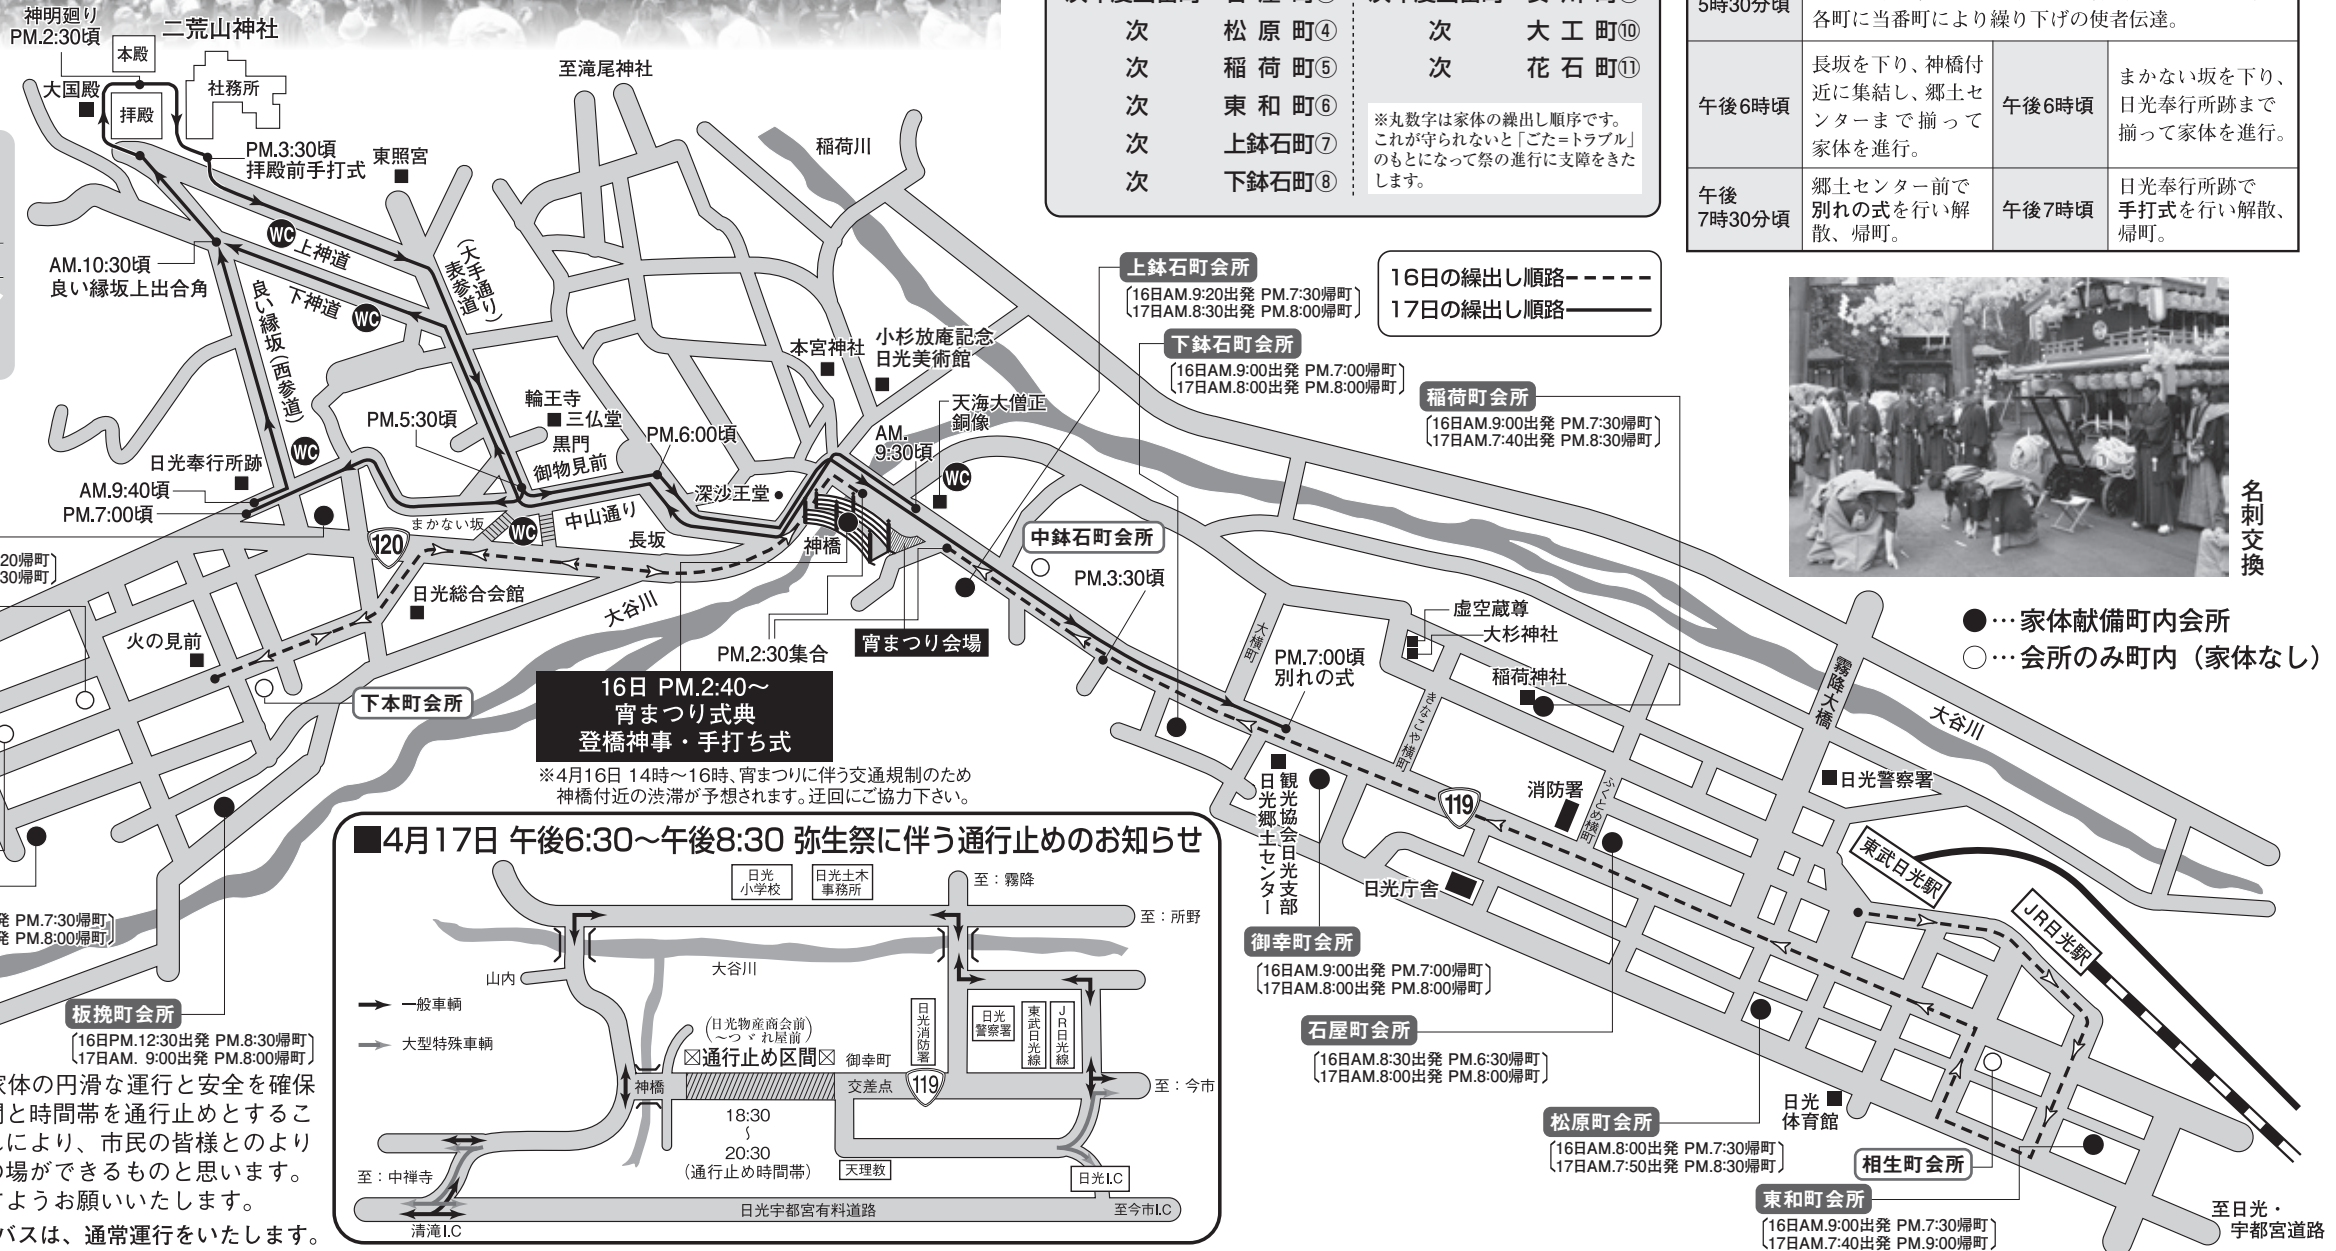 神明廻り
PM.2:30頃
二荒山神社
本殿
大国殿
拝殿
社務所
PM.3:30頃
拝殿前手打式
東照宮
至滝尾神社
稲荷川
AM.10:30頃
良い縁坂上出合角
WC
上神道
下神道
WC
(大手通り)
表参道
良い縁坂(西参道)
WC
日光奉行所跡
AM.9:40頃
PM.7:00頃
PM.5:30頃
輪王寺
三仏堂
黒門
御物見前
PM.6:00頃
まかない坂
WC
中山通り
長坂
深沙王堂
神橋
本宮神社
小杉放庵記念
日光美術館
天海大僧正
銅像
AM.
9:30頃
WC
120
日光総合会館
火の見前
大谷川
下本町会所
PM.2:30集合
宵まつり会場
16日 PM.2:40〜
宵まつり式典
登橋神事・手打ち式
※4月16日 14時〜16時、宵まつりに伴う交通規制のため
神橋付近の渋滞が予想されます。迂回にご協力下さい。
次 松原町④
次 稲荷町⑤
次 東和町⑥
次 上鉢石町⑦
次 下鉢石町⑧
次 大工町⑩
次 花石町⑪
※丸数字は家体の繰出し順序です。
これが守られないと「ごた=トラブル」
のもとになって祭の進行に支障をきた
します。
5時30分頃
各町に当番町により繰り下げの使者伝達。
午後6時頃
長坂を下り、神橋付
近に集結し、郷土セ
ンターまで揃って
家体を進行。
午後6時頃
まかない坂を下り、
日光奉行所跡まで
揃って家体を進行。
午後
7時30分頃
郷土センター前で
別れの式を行い解
散、帰町。
午後7時頃
日光奉行所跡で
手打式を行い解散、
帰町。
16日の繰出し順路
17日の繰出し順路
上鉢石町会所
16日AM.9:20出発 PM.7:30帰町
17日AM.8:30出発 PM.8:00帰町
下鉢石町会所
16日AM.9:00出発 PM.7:00帰町
17日AM.8:00出発 PM.8:00帰町
稲荷町会所
16日AM.9:00出発 PM.7:30帰町
17日AM.7:40出発 PM.8:30帰町
名刺交換
●…家体献備町内会所
○…会所のみ町内(家体なし)
中鉢石町会所
PM.3:30頃
大横町
PM.7:00頃
別れの式
虚空蔵尊
大杉神社
稲荷神社
きなこや横町
霧降大橋
大谷川
日光警察署
消防署
ふくとめ横町
119
観光協会日光支部
日光郷土センター
日光庁舎
東武日光駅
JR日光駅
御幸町会所
16日AM.9:00出発 PM.7:00帰町
17日AM.8:00出発 PM.8:00帰町
石屋町会所
16日AM.8:30出発 PM.6:30帰町
17日AM.8:00出発 PM.8:00帰町
松原町会所
16日AM.8:00出発 PM.7:30帰町
17日AM.7:50出発 PM.8:30帰町
日光
体育館
相生町会所
東和町会所
16日AM.9:00出発 PM.7:30帰町
17日AM.7:40出発 PM.9:00帰町
至日光・
宇都宮道路
20帰町
30帰町
発 PM.7:30帰町
発 PM.8:00帰町
板挽町会所
16日PM.12:30出発 PM.8:30帰町
17日AM. 9:00出発 PM.8:00帰町
家体の円滑な運行と安全を確保
間と時間帯を通行止めとするこ
れにより、市民の皆様とのより
の場ができるものと思います。
すようお願いいたします。
バスは、通常運行をいたします。
■4月17日 午後6:30〜午後8:30 弥生祭に伴う通行止めのお知らせ
日光
小学校
日光土木
事務所
至：霧降
至：所野
山内
大谷川
一般車輌
大型特殊車輌
(日光物産商会前)
〜つづれ屋前
通行止め区間
御幸町
日光消防署
日光
警察署
東武日光線
JR日光線
神橋
交差点
119
至：今市
18:30
〜
20:30
(通行止め時間帯)
天理教
至：中禅寺
日光I.C
清滝I.C
日光宇都宮有料道路
至今市I.C